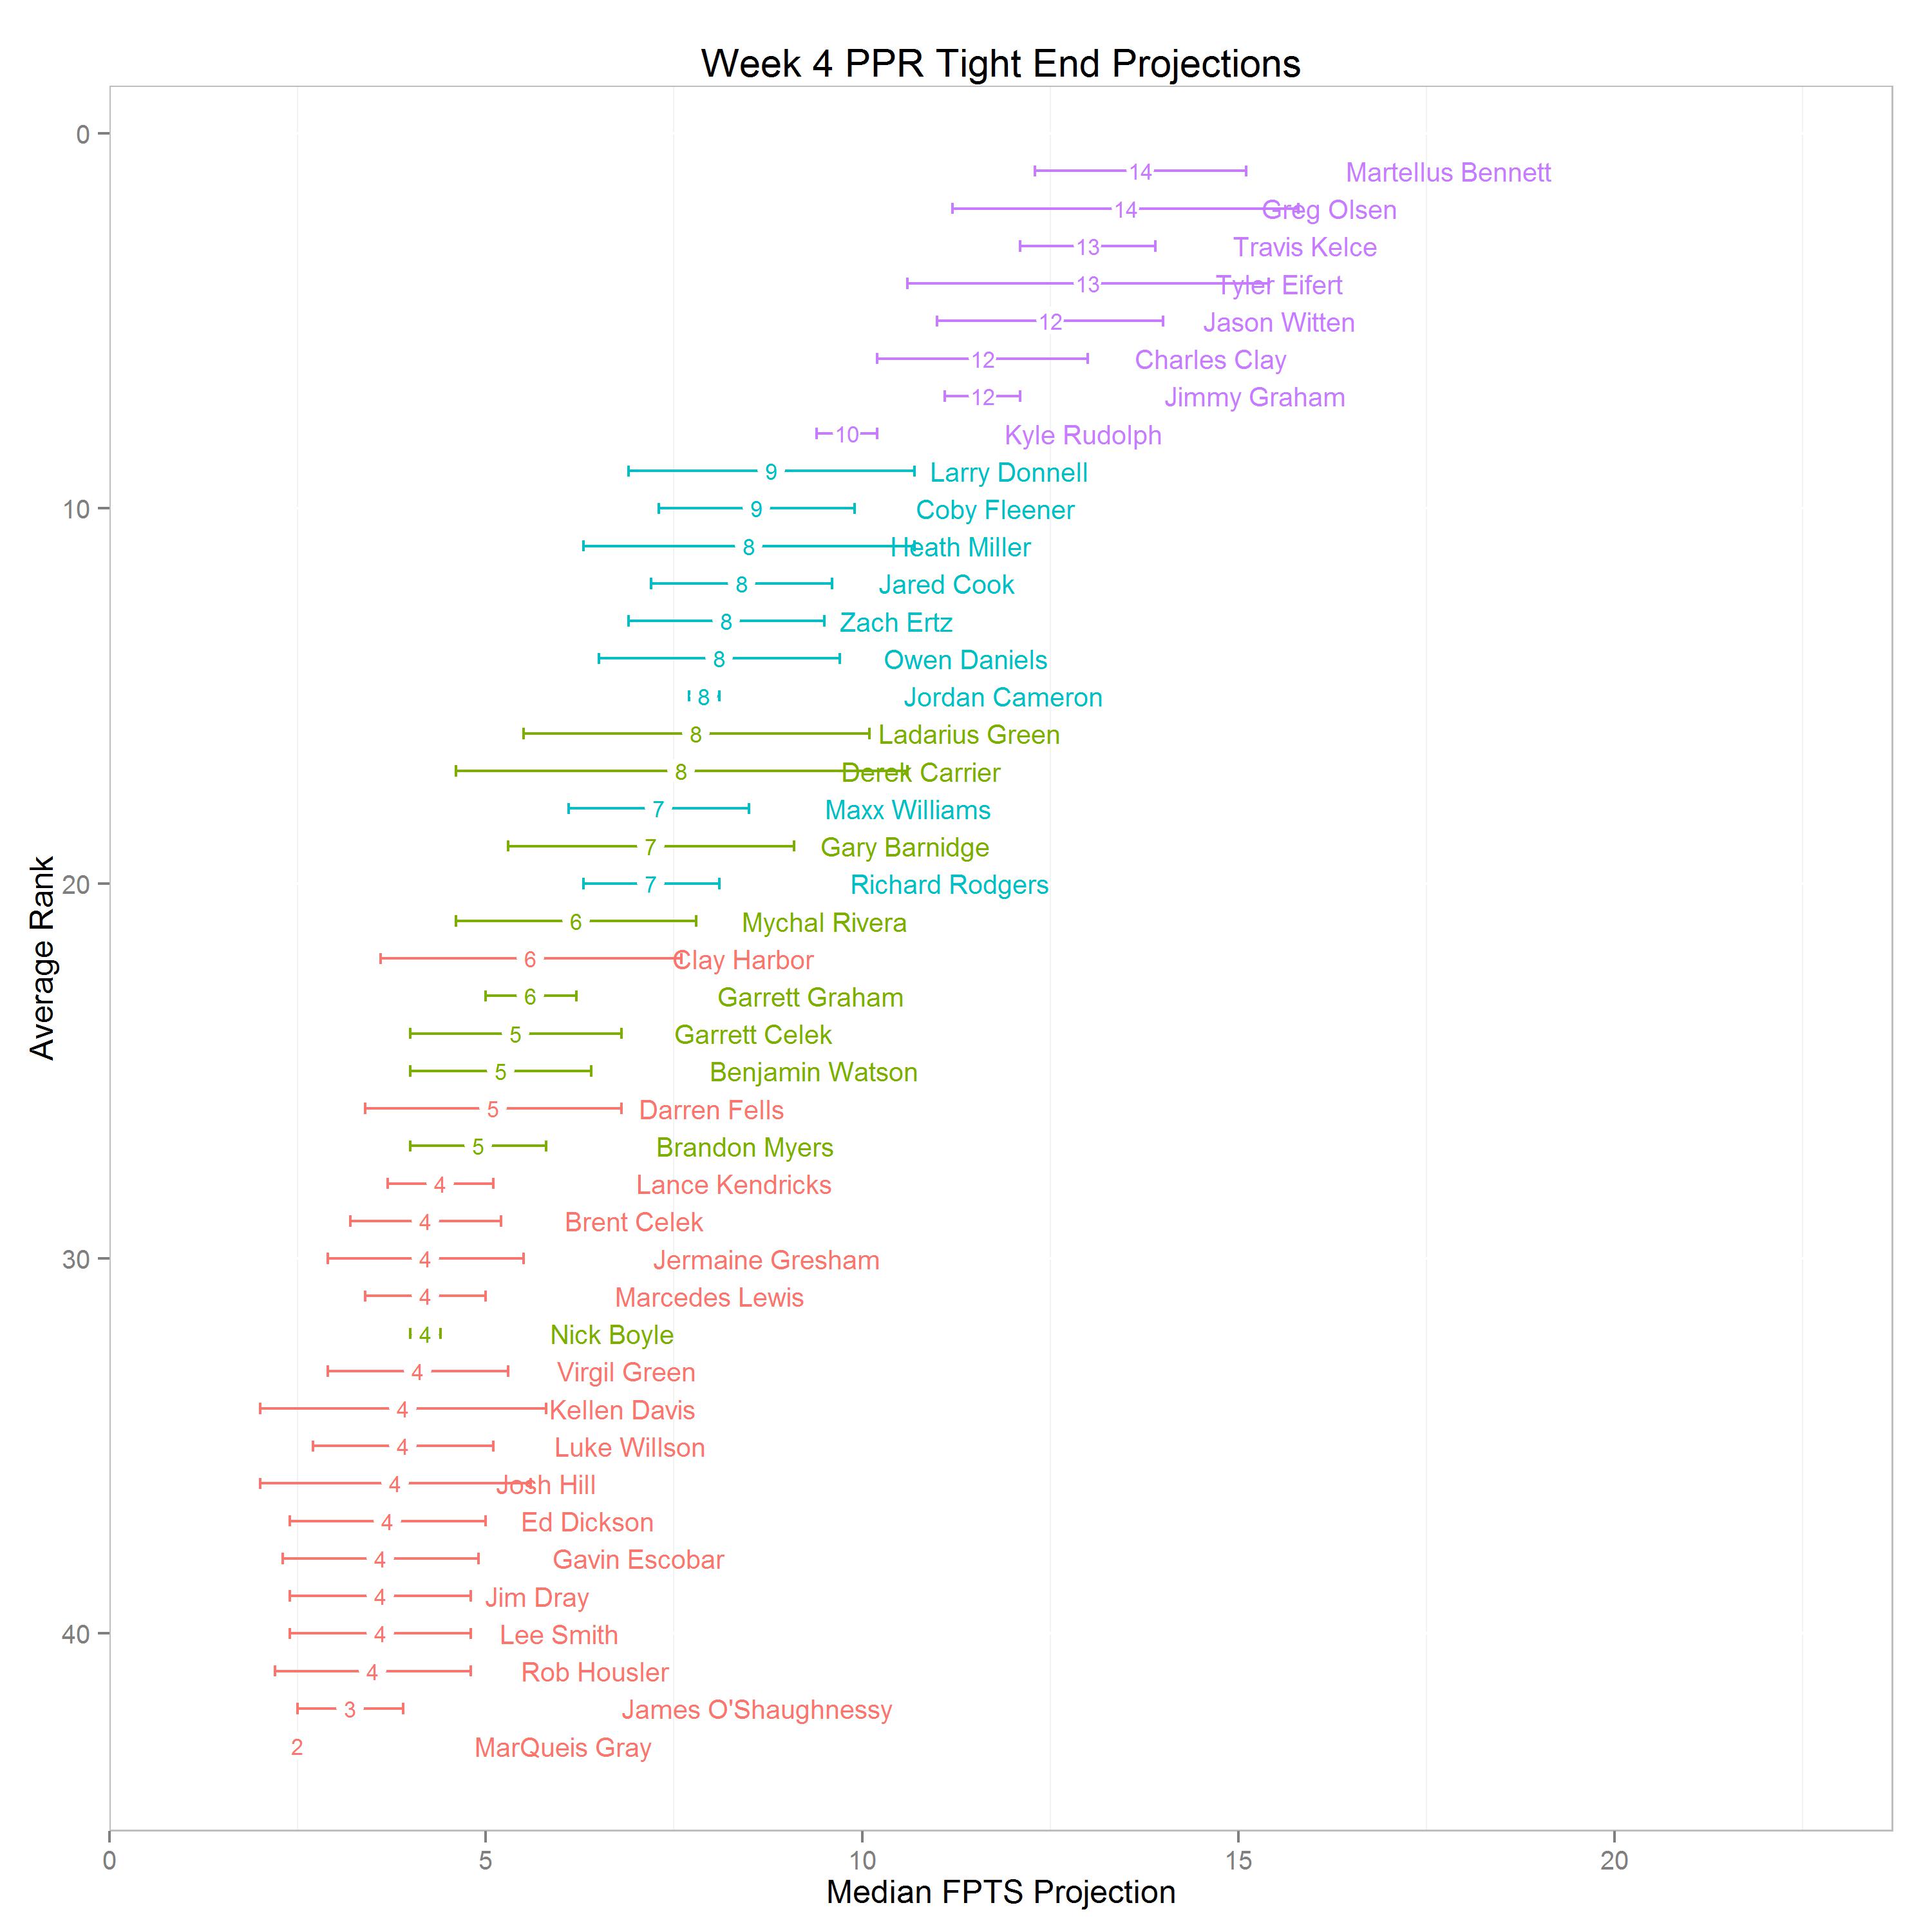 Week 4 PPR Tight End Projections
0
14 Martellus Bennett
14 Greg Olsen
13 Travis Kelce
13 Tyler Eifert
12 Jason Witten
12 Charles Clay
12 Jimmy Graham
10 Kyle Rudolph
9 Larry Donnell
10 9 Coby Fleener
8 Heath Miller
8 Jared Cook
8 Zach Ertz
8 Owen Daniels
8 Jordan Cameron
8 Ladarius Green
8 Derek Carrier
7 Maxx Williams
7 Gary Barnidge
20 7 Richard Rodgers
6 Mychal Rivera
6 Clay Harbor
6 Garrett Graham
5 Garrett Celek
5 Benjamin Watson
5 Darren Fells
5 Brandon Myers
4 Lance Kendricks
4 Brent Celek
30 4 Jermaine Gresham
4 Marcedes Lewis
4 Nick Boyle
4 Virgil Green
4 Kellen Davis
4 Luke Willson
4 Josh Hill
4 Ed Dickson
4 Gavin Escobar
4 Jim Dray
40 4 Lee Smith
4 Rob Housler
3 James O'Shaughnessy
2 MarQueis Gray
Average Rank
0 5 10 15 20
Median FPTS Projection